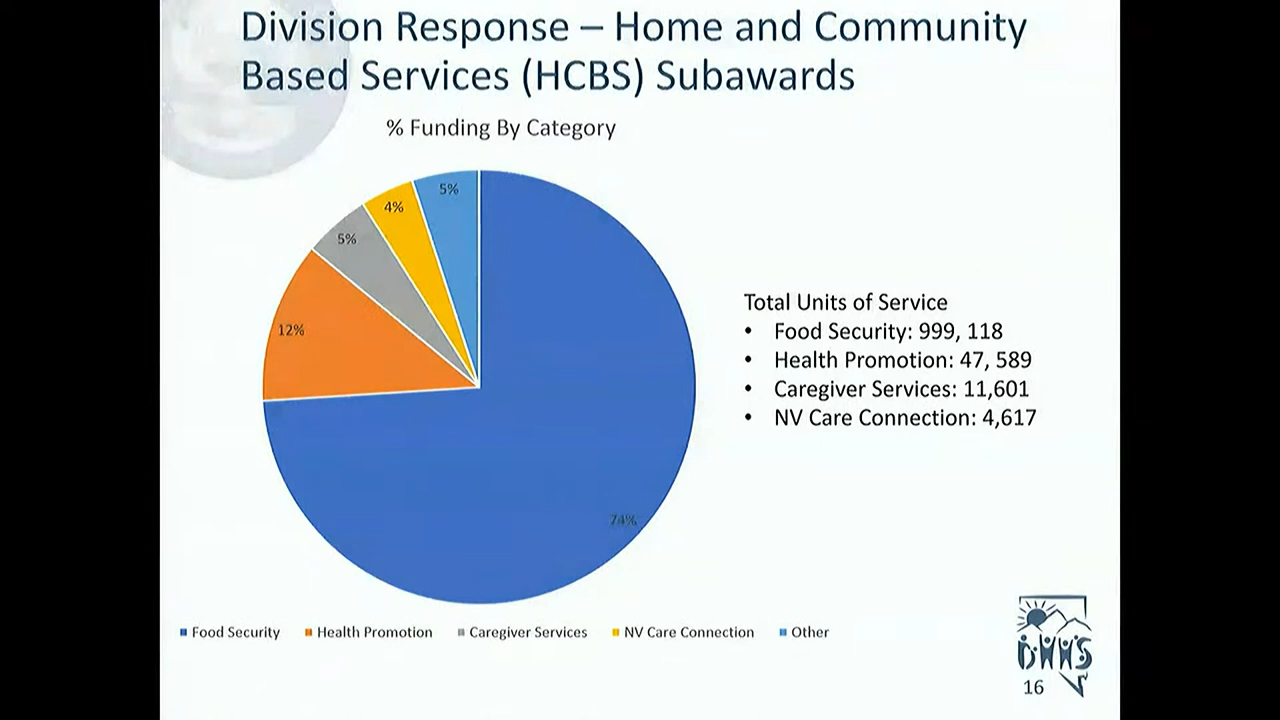 Division Response – Home and Community
Based Services (HCBS) Subawards
% Funding By Category
5%
4%
5%
12%
74%
Total Units of Service
• Food Security: 999, 118
• Health Promotion: 47, 589
• Caregiver Services: 11,601
• NV Care Connection: 4,617
Food Security Health Promotion Caregiver Services NV Care Connection Other
DHHS
16